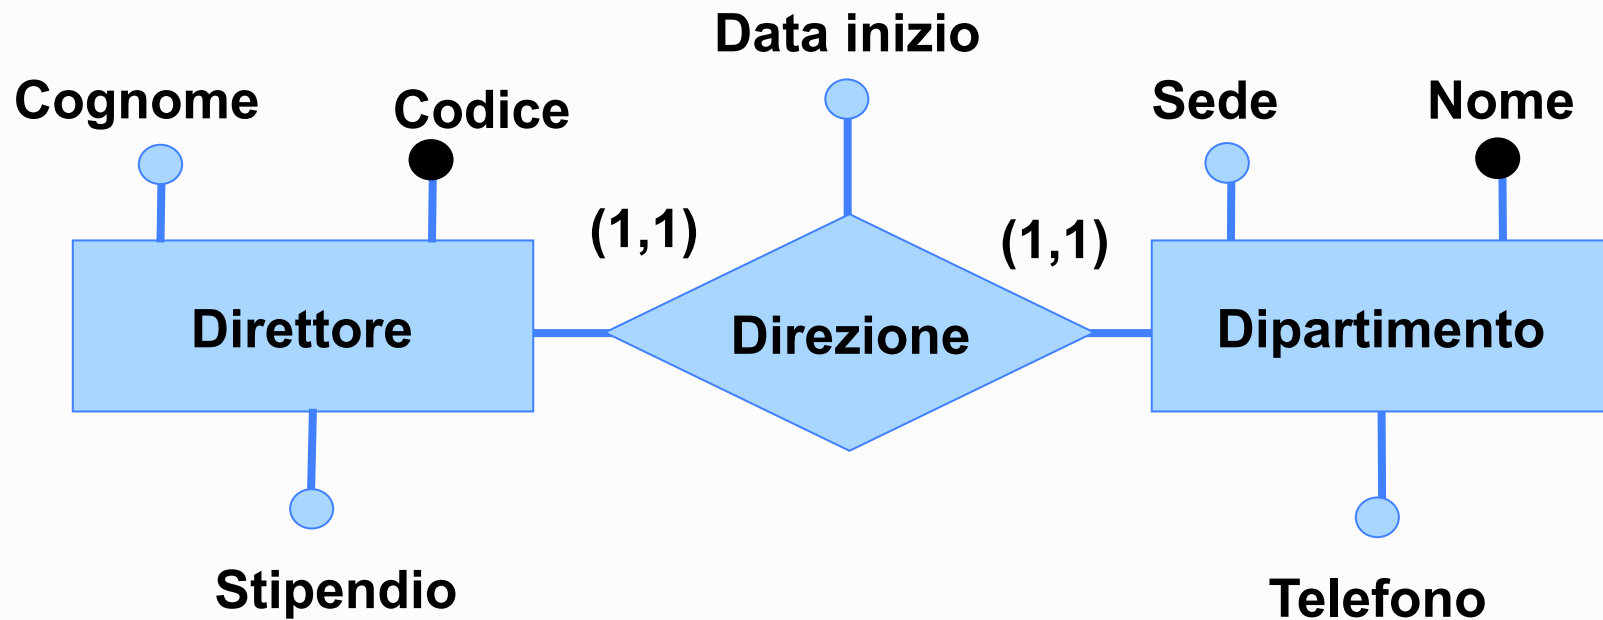 Data inizio
Cognome
Codice
Sede
Nome
(1,1)
(1,1)
Direttore
Direzione
Dipartimento
Stipendio
Telefono